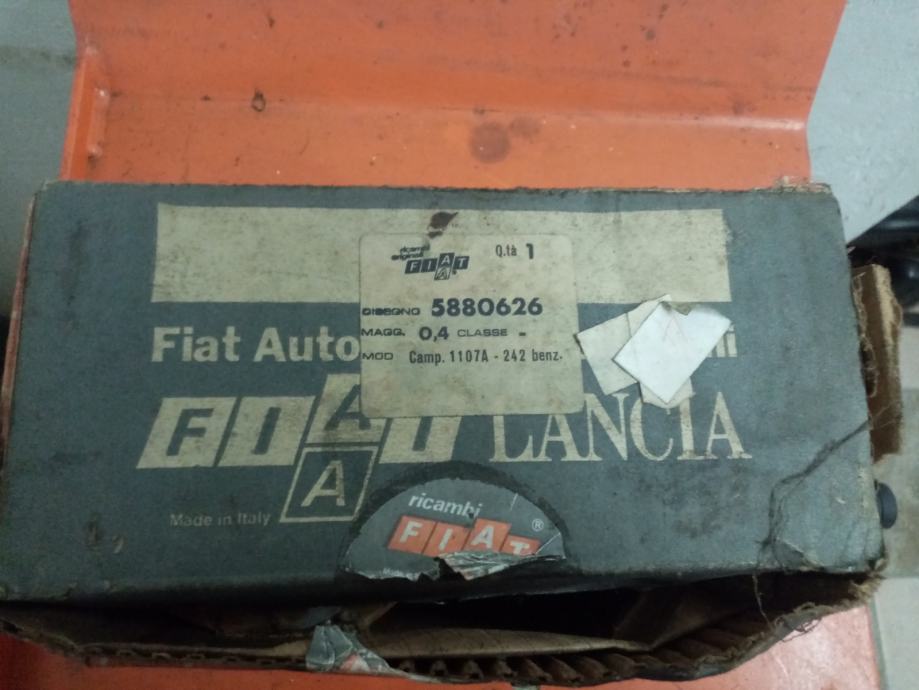 ricambi
originali
FIAT
A
Q.tà 1
DISEGNO 5880626
MAGG. 0,4 CLASSE -
MOD Camp. 1107A - 242 benz.
Fiat Auto
FIAT LANCIA
A
Made in Italy
ricambi
FIAT ®